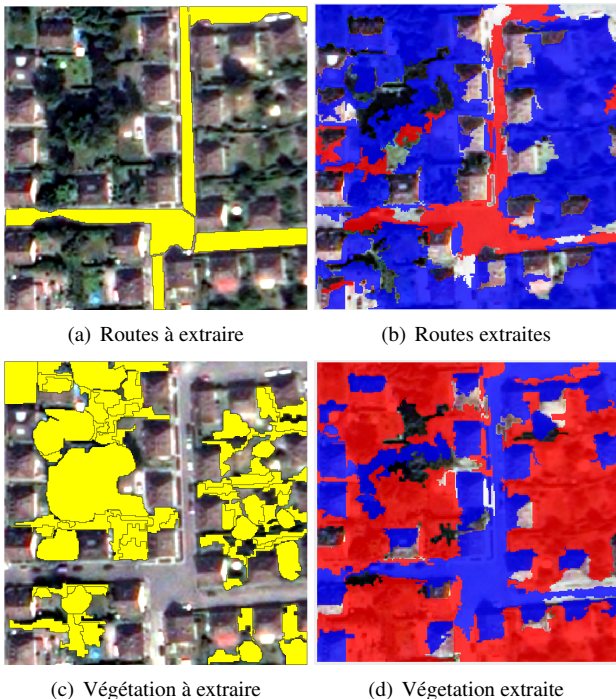 (a) Routes à extraire
(b) Routes extraites
(c) Végétation à extraire
(d) Végetation extraite